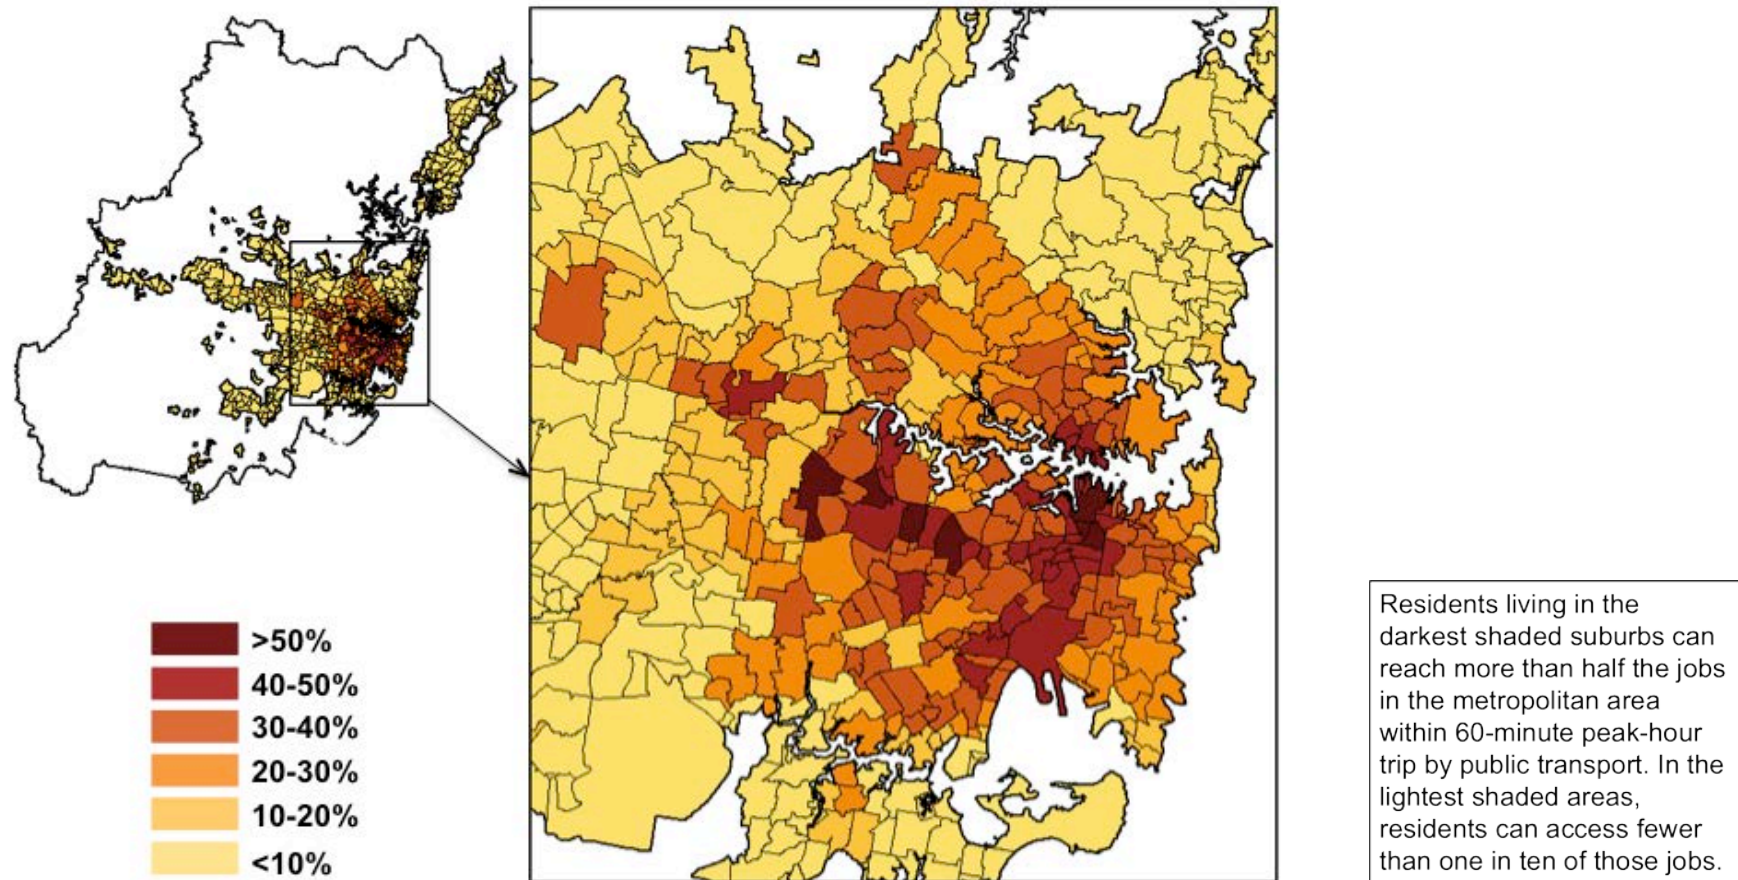 >50%
40-50%
30-40%
20-30%
10-20%
<10%
Residents living in the
darkest shaded suburbs can
reach more than half the jobs
in the metropolitan area
within 60-minute peak-hour
trip by public transport. In the
lightest shaded areas,
residents can access fewer
than one in ten of those jobs.